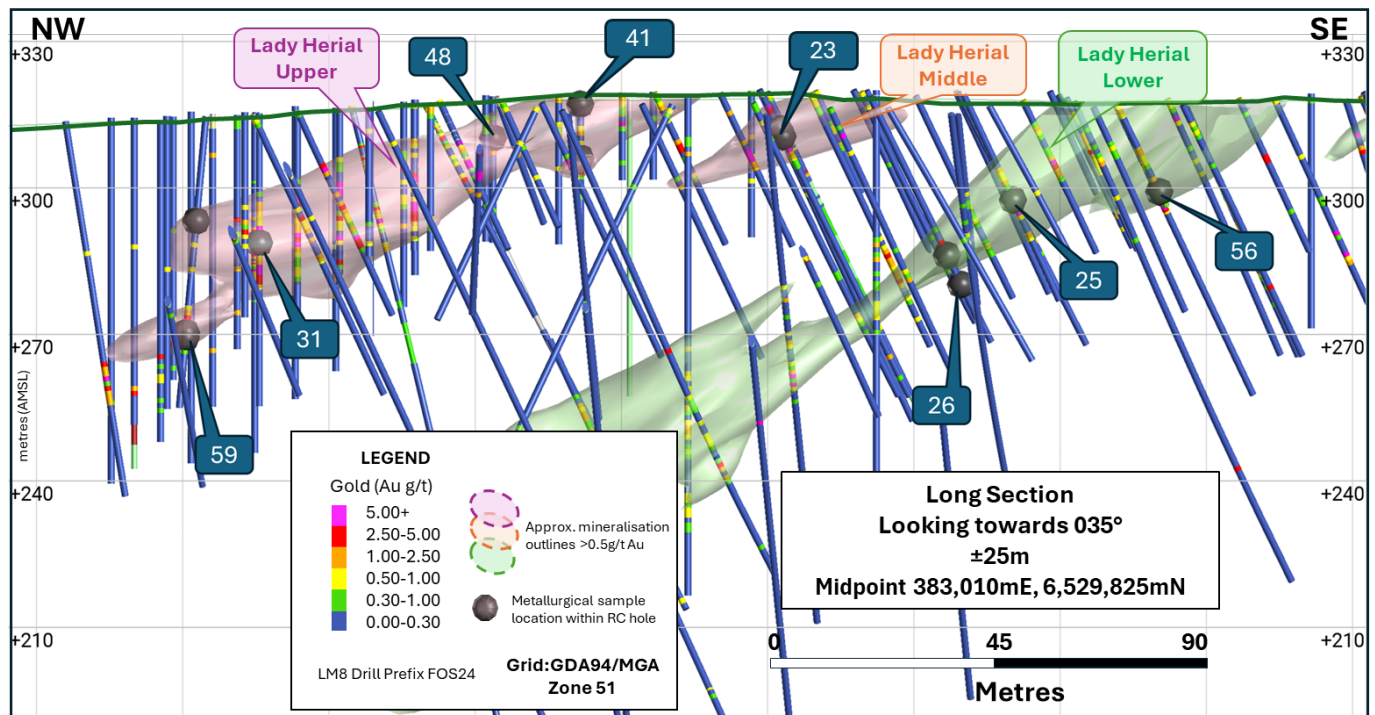 NW
SE
+330
+330
Lady Herial
Upper
48
41
23
Lady Herial
Middle
Lady Herial
Lower
+300
+300
31
25
56
+270
+270
metres (AMSL)
59
26
LEGEND
Gold (Au g/t)
5.00+
2.50-5.00
1.00-2.50
0.50-1.00
0.30-1.00
0.00-0.30
Approx. mineralisation
outlines >0.5g/t Au
Metallurgical sample
location within RC hole
LM8 Drill Prefix FOS24
Grid:GDA94/MGA
Zone 51
+240
+240
Long Section
Looking towards 035°
±25m
Midpoint 383,010mE, 6,529,825mN
+210
+210
0
45
90
Metres